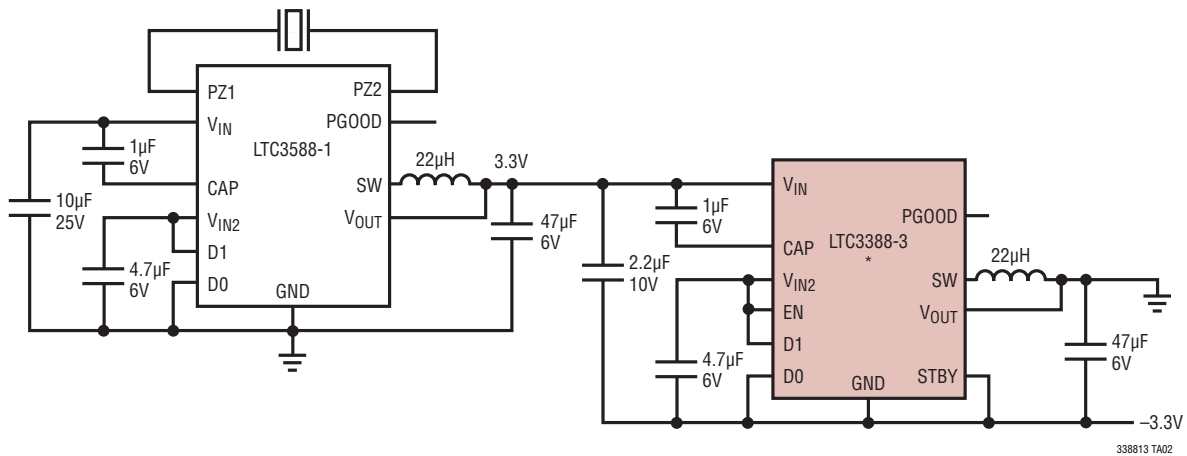 PZ1
PZ2
VIN
PGOOD
LTC3588-1
1µF
6V
CAP
SW
22µH
3.3V
10µF
25V
VIN2
VOUT
D1
4.7µF
6V
D0
GND
47µF
6V
VIN
1µF
6V
PGOOD
CAP
LTC3388-3
*
2.2µF
10V
VIN2
SW
22µH
EN
VOUT
D1
4.7µF
6V
D0
GND
STBY
47µF
6V
–3.3V
338813 TA02